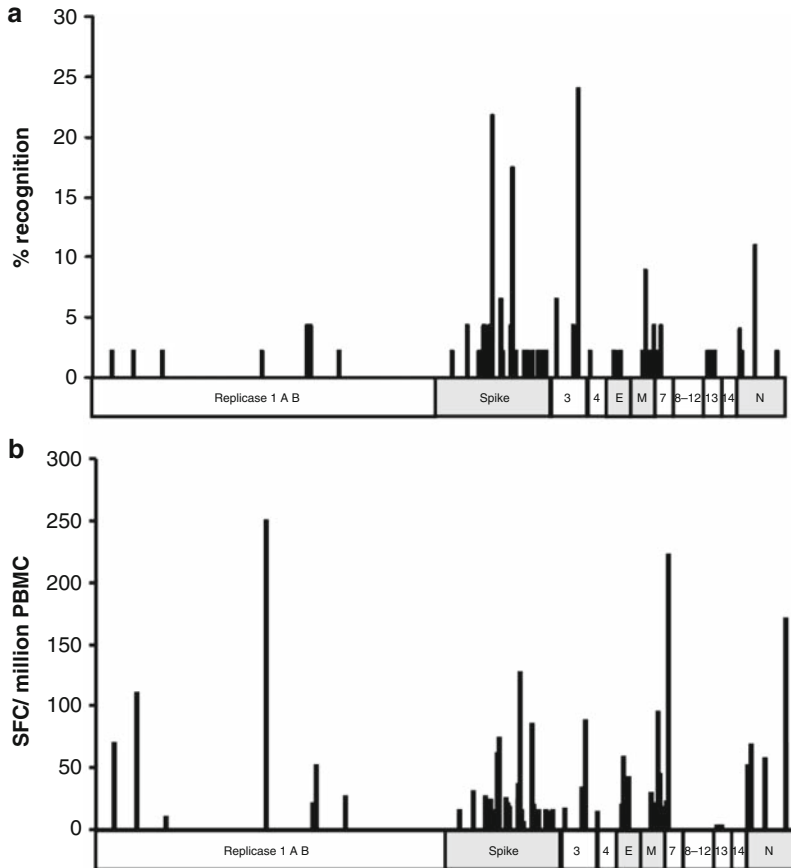 a
30
25
20
15
10
5
0
% recognition
Replicase 1 A B Spike 3 4 E M 7 8–12 13 14 N
b
300
250
200
150
100
50
0
SFC/ million PBMC
Replicase 1 A B Spike 3 4 E M 7 8–12 13 14 N